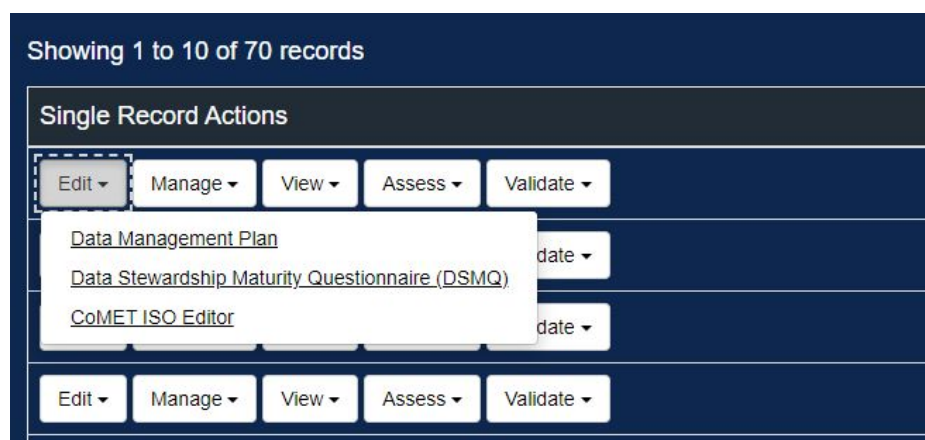 Showing 1 to 10 of 70 records
Single Record Actions
Edit Manage View Assess Validate
Data Management Plan
Data Stewardship Maturity Questionnaire (DSMQ)
CoMET ISO Editor
date
date
Edit Manage View Assess Validate